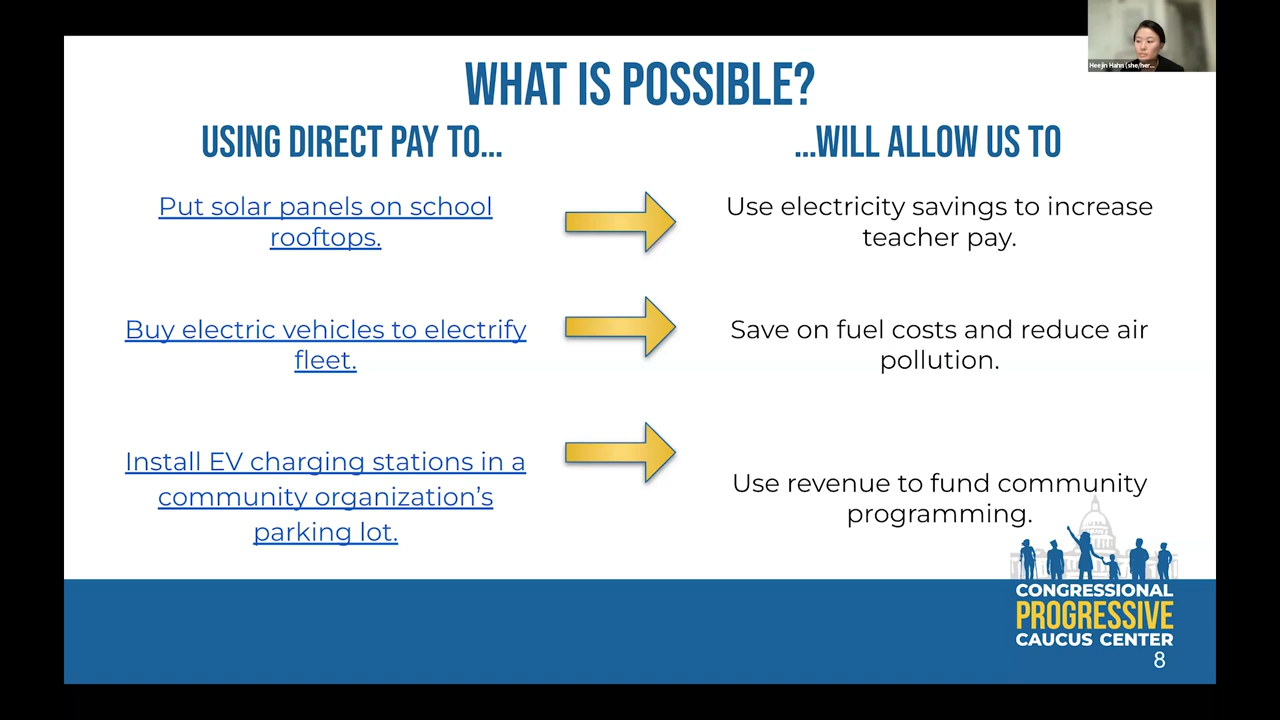 Heejin Hahn (she/her...
WHAT IS POSSIBLE?
USING DIRECT PAY TO...
...WILL ALLOW US TO
Put solar panels on school
rooftops.
Use electricity savings to increase
teacher pay.
Buy electric vehicles to electrify
fleet.
Save on fuel costs and reduce air
pollution.
Install EV charging stations in a
community organization’s
parking lot.
Use revenue to fund community
programming.
CONGRESSIONAL
PROGRESSIVE
CAUCUS CENTER
8